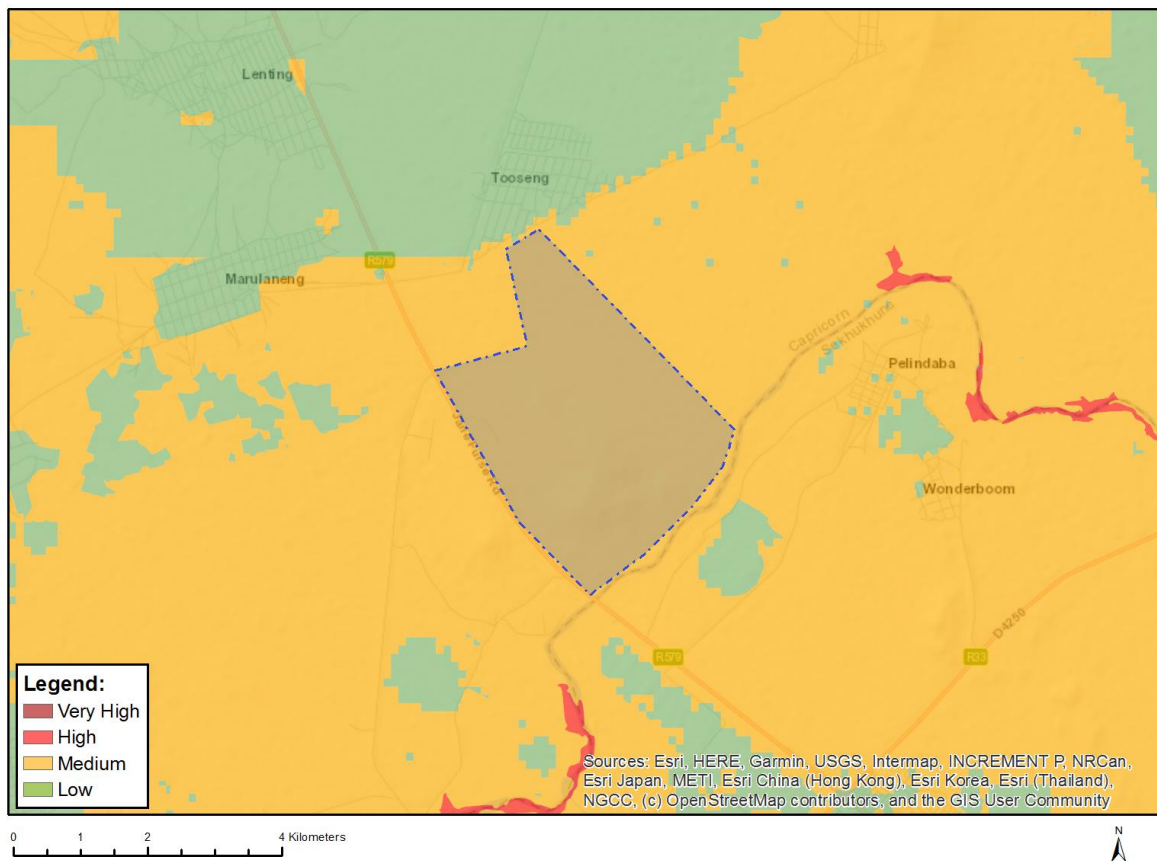 Lenting
Tooseng
R579
Marulaneng
Capricorn
Sekhukhune
Pelindaba
Wonderboom
D4250
R579
R33
Legend:
Very High
High
Medium
Low
Sources: Esri, HERE, Garmin, USGS, Intermap, INCREMENT P, NRCan,
Esri Japan, METI, Esri China (Hong Kong), Esri Korea, Esri (Thailand),
NGCC, (c) OpenStreetMap contributors, and the GIS User Community
0 1 2 4 Kilometers
N